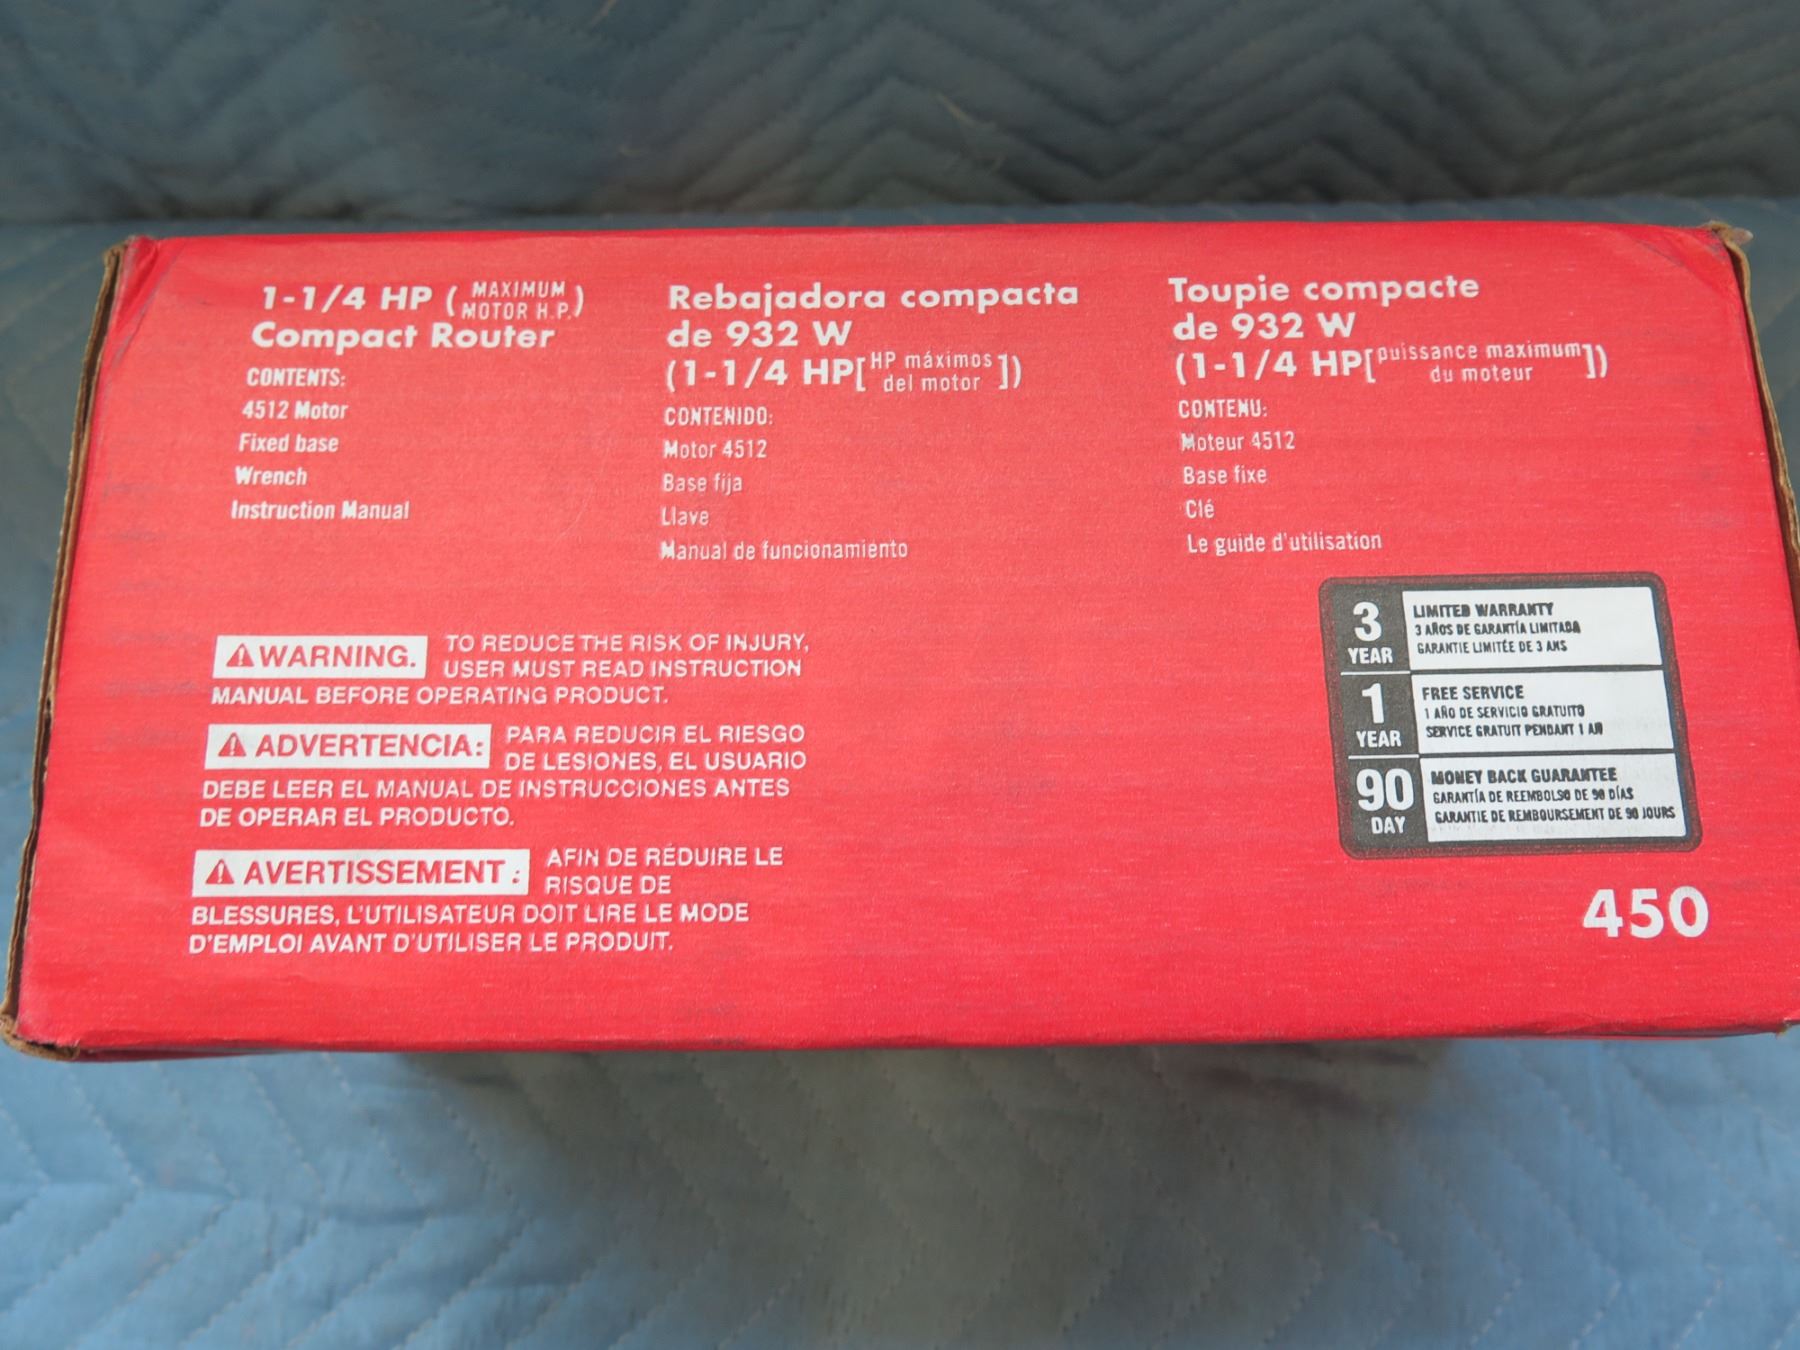 1-1/4 HP (MAXIMUM MOTOR H.P.)
Compact Router
CONTENTS:
4512 Motor
Fixed base
Wrench
Instruction Manual
Rebajadora compacta
de 932 W
(1-1/4 HP[HP máximos del motor])
CONTENIDO:
Motor 4512
Base fija
Llave
Manual de funcionamiento
Toupie compacte
de 932 W
(1-1/4 HP[puissance maximum du moteur])
CONTENU:
Moteur 4512
Base fixe
Clé
Le guide d'utilisation
WARNING. TO REDUCE THE RISK OF INJURY,
USER MUST READ INSTRUCTION
MANUAL BEFORE OPERATING PRODUCT.
ADVERTENCIA: PARA REDUCIR EL RIESGO
DE LESIONES, EL USUARIO
DEBE LEER EL MANUAL DE INSTRUCCIONES ANTES
DE OPERAR EL PRODUCTO.
AVERTISSEMENT : AFIN DE RÉDUIRE LE
RISQUE DE
BLESSURES, L'UTILISATEUR DOIT LIRE LE MODE
D'EMPLOI AVANT D'UTILISER LE PRODUIT.
3 YEAR
LIMITED WARRANTY
3 AÑOS DE GARANTÍA LIMITADA
GARANTIE LIMITÉE DE 3 ANS
1 YEAR
FREE SERVICE
1 AÑO DE SERVICIO GRATUITO
SERVICE GRATUIT PENDANT 1 AN
90 DAY
MONEY BACK GUARANTEE
GARANTÍA DE REEMBOLSO DE 90 DÍAS
GARANTIE DE REMBOURSEMENT DE 90 JOURS
450